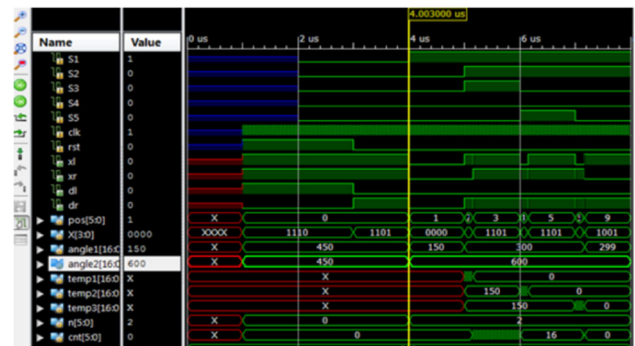 4.003000 us
Name Value 0 us 2 us 4 us 6 us
S1 1
S2 0
S3 0
S4 0
S5 0
clk 1
rst 0
xl 0
xr 0
dl 0
dr 0
pos[5:0] 1 X 0 1 2 3 5 9
X[3:0] 0000 XXXX 1110 1101 0000 1101 1101 1001
angle1[16:0 150 X 450 150 300 299
angle2[16:0 600 X 450 600
temp1[16:0 X X 0
temp2[16:0 X X 150 0
temp3[16:0 X X 150 0
n[5:0] 2 X 0 2
cnt[5:0] 0 X 0 16 0